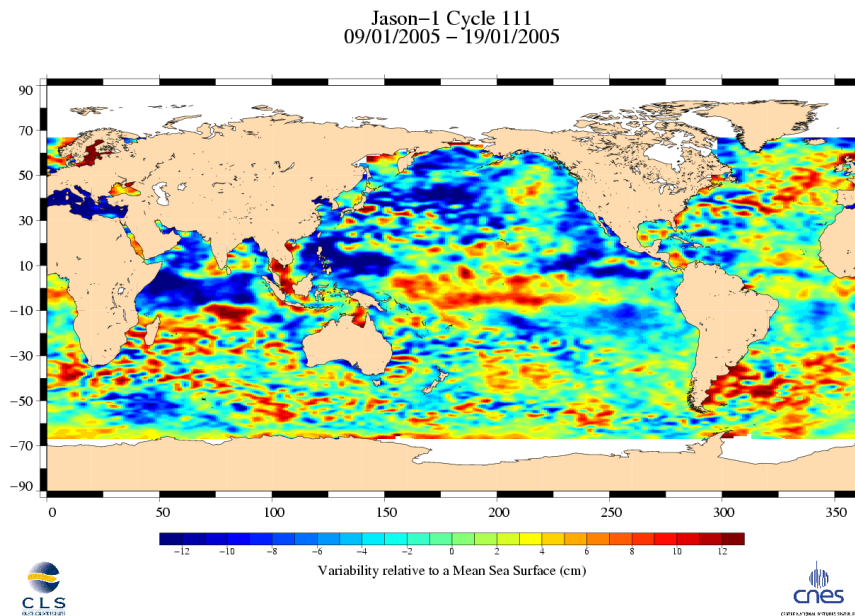 Jason−1 Cycle 111
09/01/2005 − 19/01/2005
90
70
50
30
10
−10
−30
−50
−70
−90
0 50 100 150 200 250 300 350
−12 −10 −8 −6 −4 −2 0 2 4 6 8 10 12
Variability relative to a Mean Sea Surface (cm)
CLS
cnes